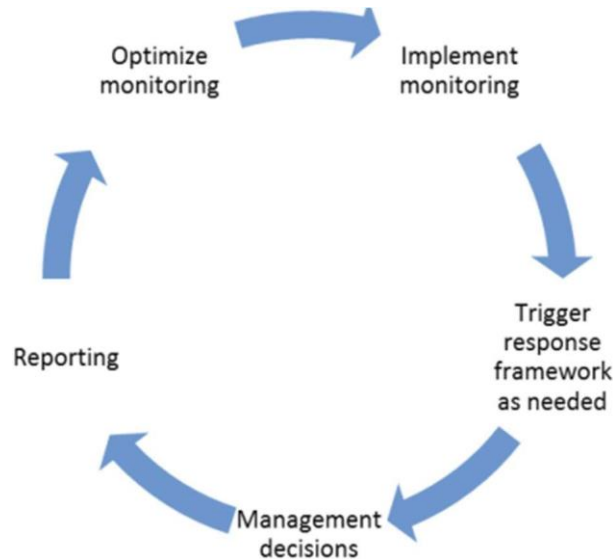 Optimize
monitoring
Implement
monitoring
Trigger
response
framework
as needed
Management
decisions
Reporting